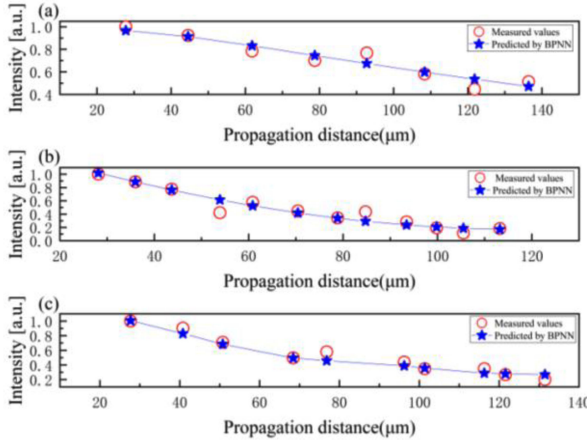 (a)
Intensity [a.u.]
1.0
0.8
0.6
0.4
Measured values
Predicted by BPNN
20 40 60 80 100 120 140
Propagation distance(μm)
(b)
Intensity [a.u.]
1.0
0.8
0.6
0.4
0.2
0.0
Measured values
Predicted by BPNN
20 40 60 80 100 120
Propagation distance(μm)
(c)
Intensity [a.u.]
1.0
0.8
0.6
0.4
0.2
Measured values
Predicted by BPNN
20 40 60 80 100 120 140
Propagation distance(μm)